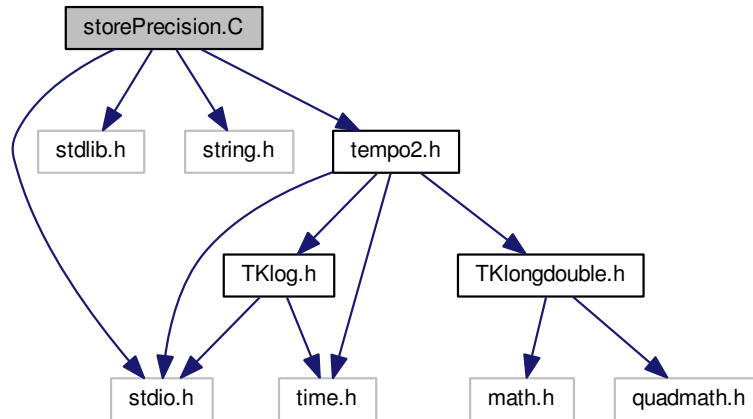 storePrecision.C
stdlib.h
string.h
tempo2.h
TKlog.h
TKlongdouble.h
stdio.h
time.h
math.h
quadmath.h